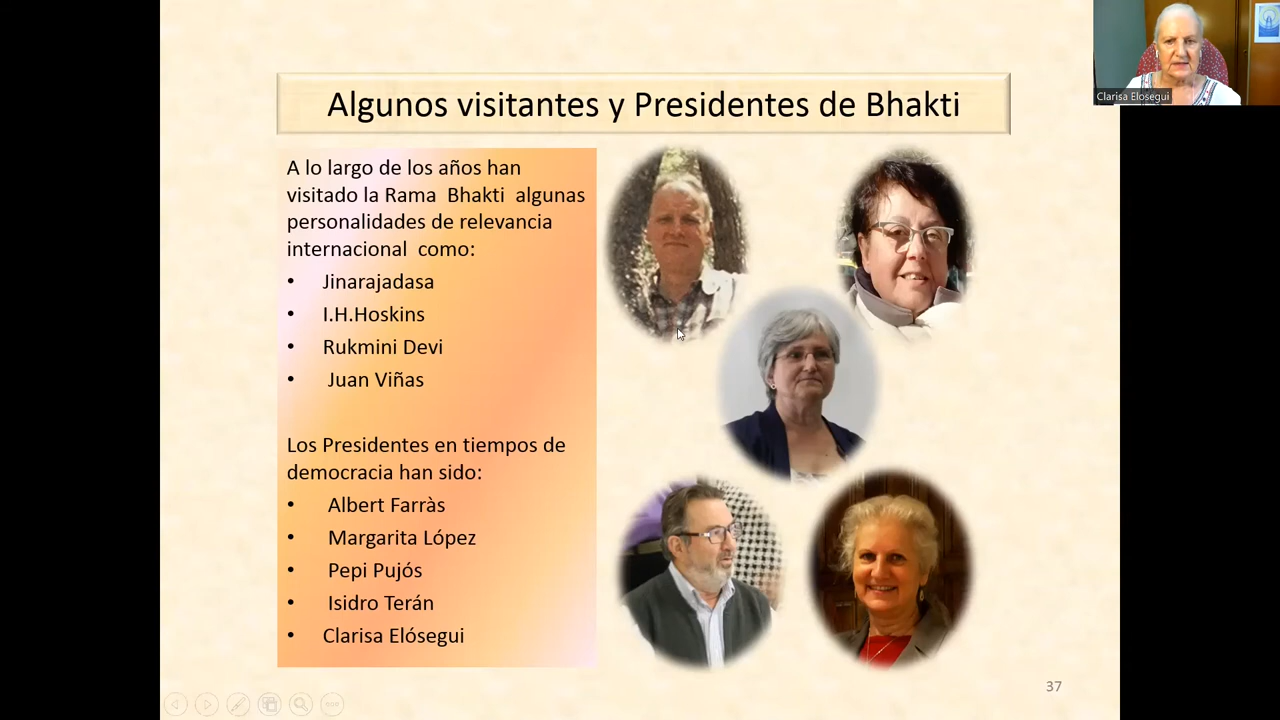 Algunos visitantes y Presidentes de Bhakti
A lo largo de los años han
visitado la Rama Bhakti algunas
personalidades de relevancia
internacional como:
• Jinarajadasa
• I.H.Hoskins
• Rukmini Devi
• Juan Viñas
Los Presidentes en tiempos de
democracia han sido:
• Albert Farràs
• Margarita López
• Pepi Pujós
• Isidro Terán
• Clarisa Elósegui
37
Clarisa Elosegui